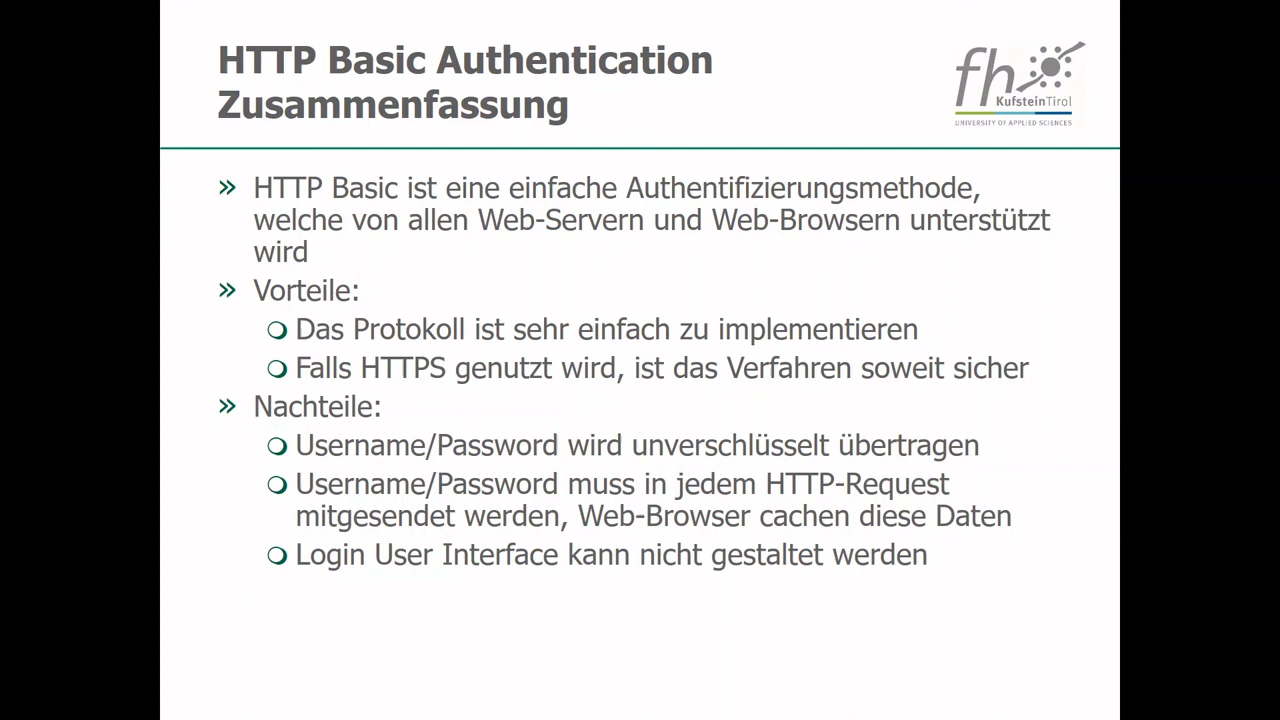 HTTP Basic Authentication
Zusammenfassung
fh
KufsteinTirol
UNIVERSITY OF APPLIED SCIENCES
» HTTP Basic ist eine einfache Authentifizierungsmethode,
welche von allen Web-Servern und Web-Browsern unterstützt
wird
» Vorteile:
❍ Das Protokoll ist sehr einfach zu implementieren
❍ Falls HTTPS genutzt wird, ist das Verfahren soweit sicher
» Nachteile:
❍ Username/Password wird unverschlüsselt übertragen
❍ Username/Password muss in jedem HTTP-Request
mitgesendet werden, Web-Browser cachen diese Daten
❍ Login User Interface kann nicht gestaltet werden